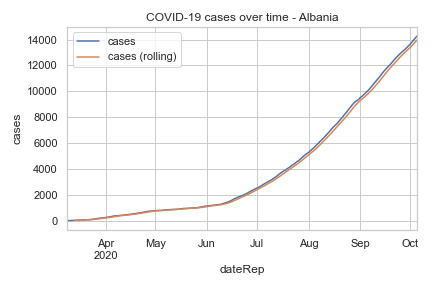 COVID-19 cases over time - Albania
cases
cases (rolling)
14000
12000
10000
8000
6000
4000
2000
0
cases
Apr
2020
May
Jun
Jul
Aug
Sep
Oct
dateRep